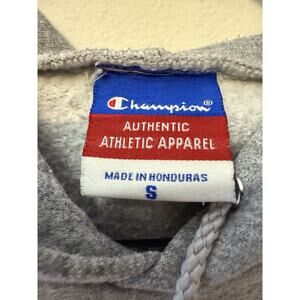 Champion®
AUTHENTIC
ATHLETIC APPAREL
MADE IN HONDURAS
S